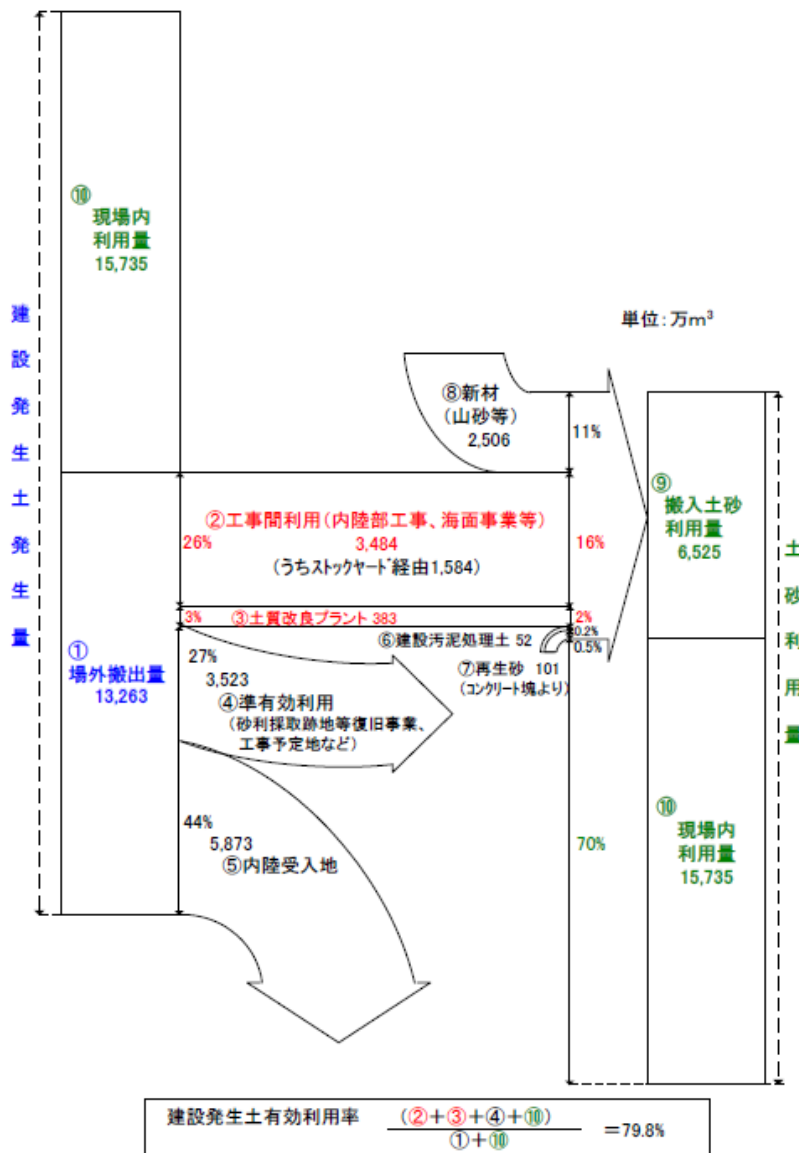 建設発生土発生量
⑩
現場内
利用量
15,735
①
場外搬出量
13,263
単位:万m³
⑧新材
(山砂等)
2,506
11%
②工事間利用(内陸部工事、海面事業等)
26%
3,484
(うちストックヤード経由1,584)
16%
3%
③土質改良プラント 383
2%
⑥建設汚泥処理土 52
0.2%
0.5%
⑦再生砂 101
(コンクリート塊より)
27%
3,523
④準有効利用
(砂利採取跡地等復旧事業、
工事予定地など)
44%
5,873
⑤内陸受入地
70%
⑨
搬入土砂
利用量
6,525
⑩
現場内
利用量
15,735
土砂利用量
建設発生土有効利用率
(②+③+④+⑩)
①+⑩
=79.8%